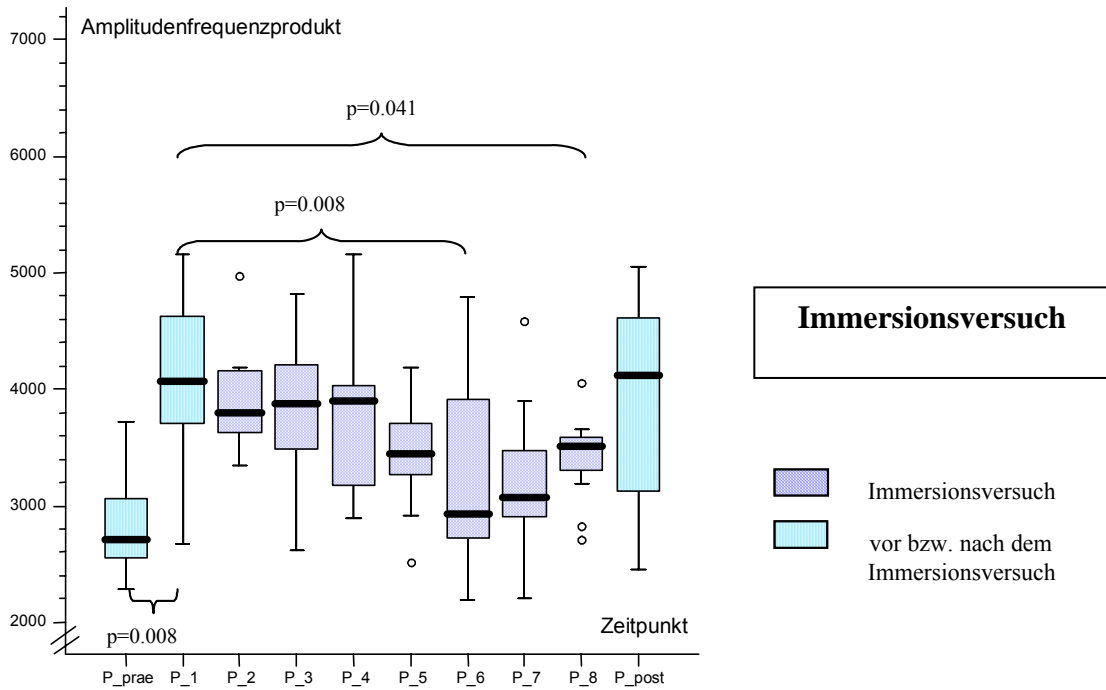 Amplitudenfrequenzprodukt
7000
6000
5000
4000
3000
2000
p=0.041
p=0.008
p=0.008
Zeitpunkt
P_prae P_1 P_2 P_3 P_4 P_5 P_6 P_7 P_8 P_post
Immersionsversuch
Immersionsversuch
vor bzw. nach dem
Immersionsversuch